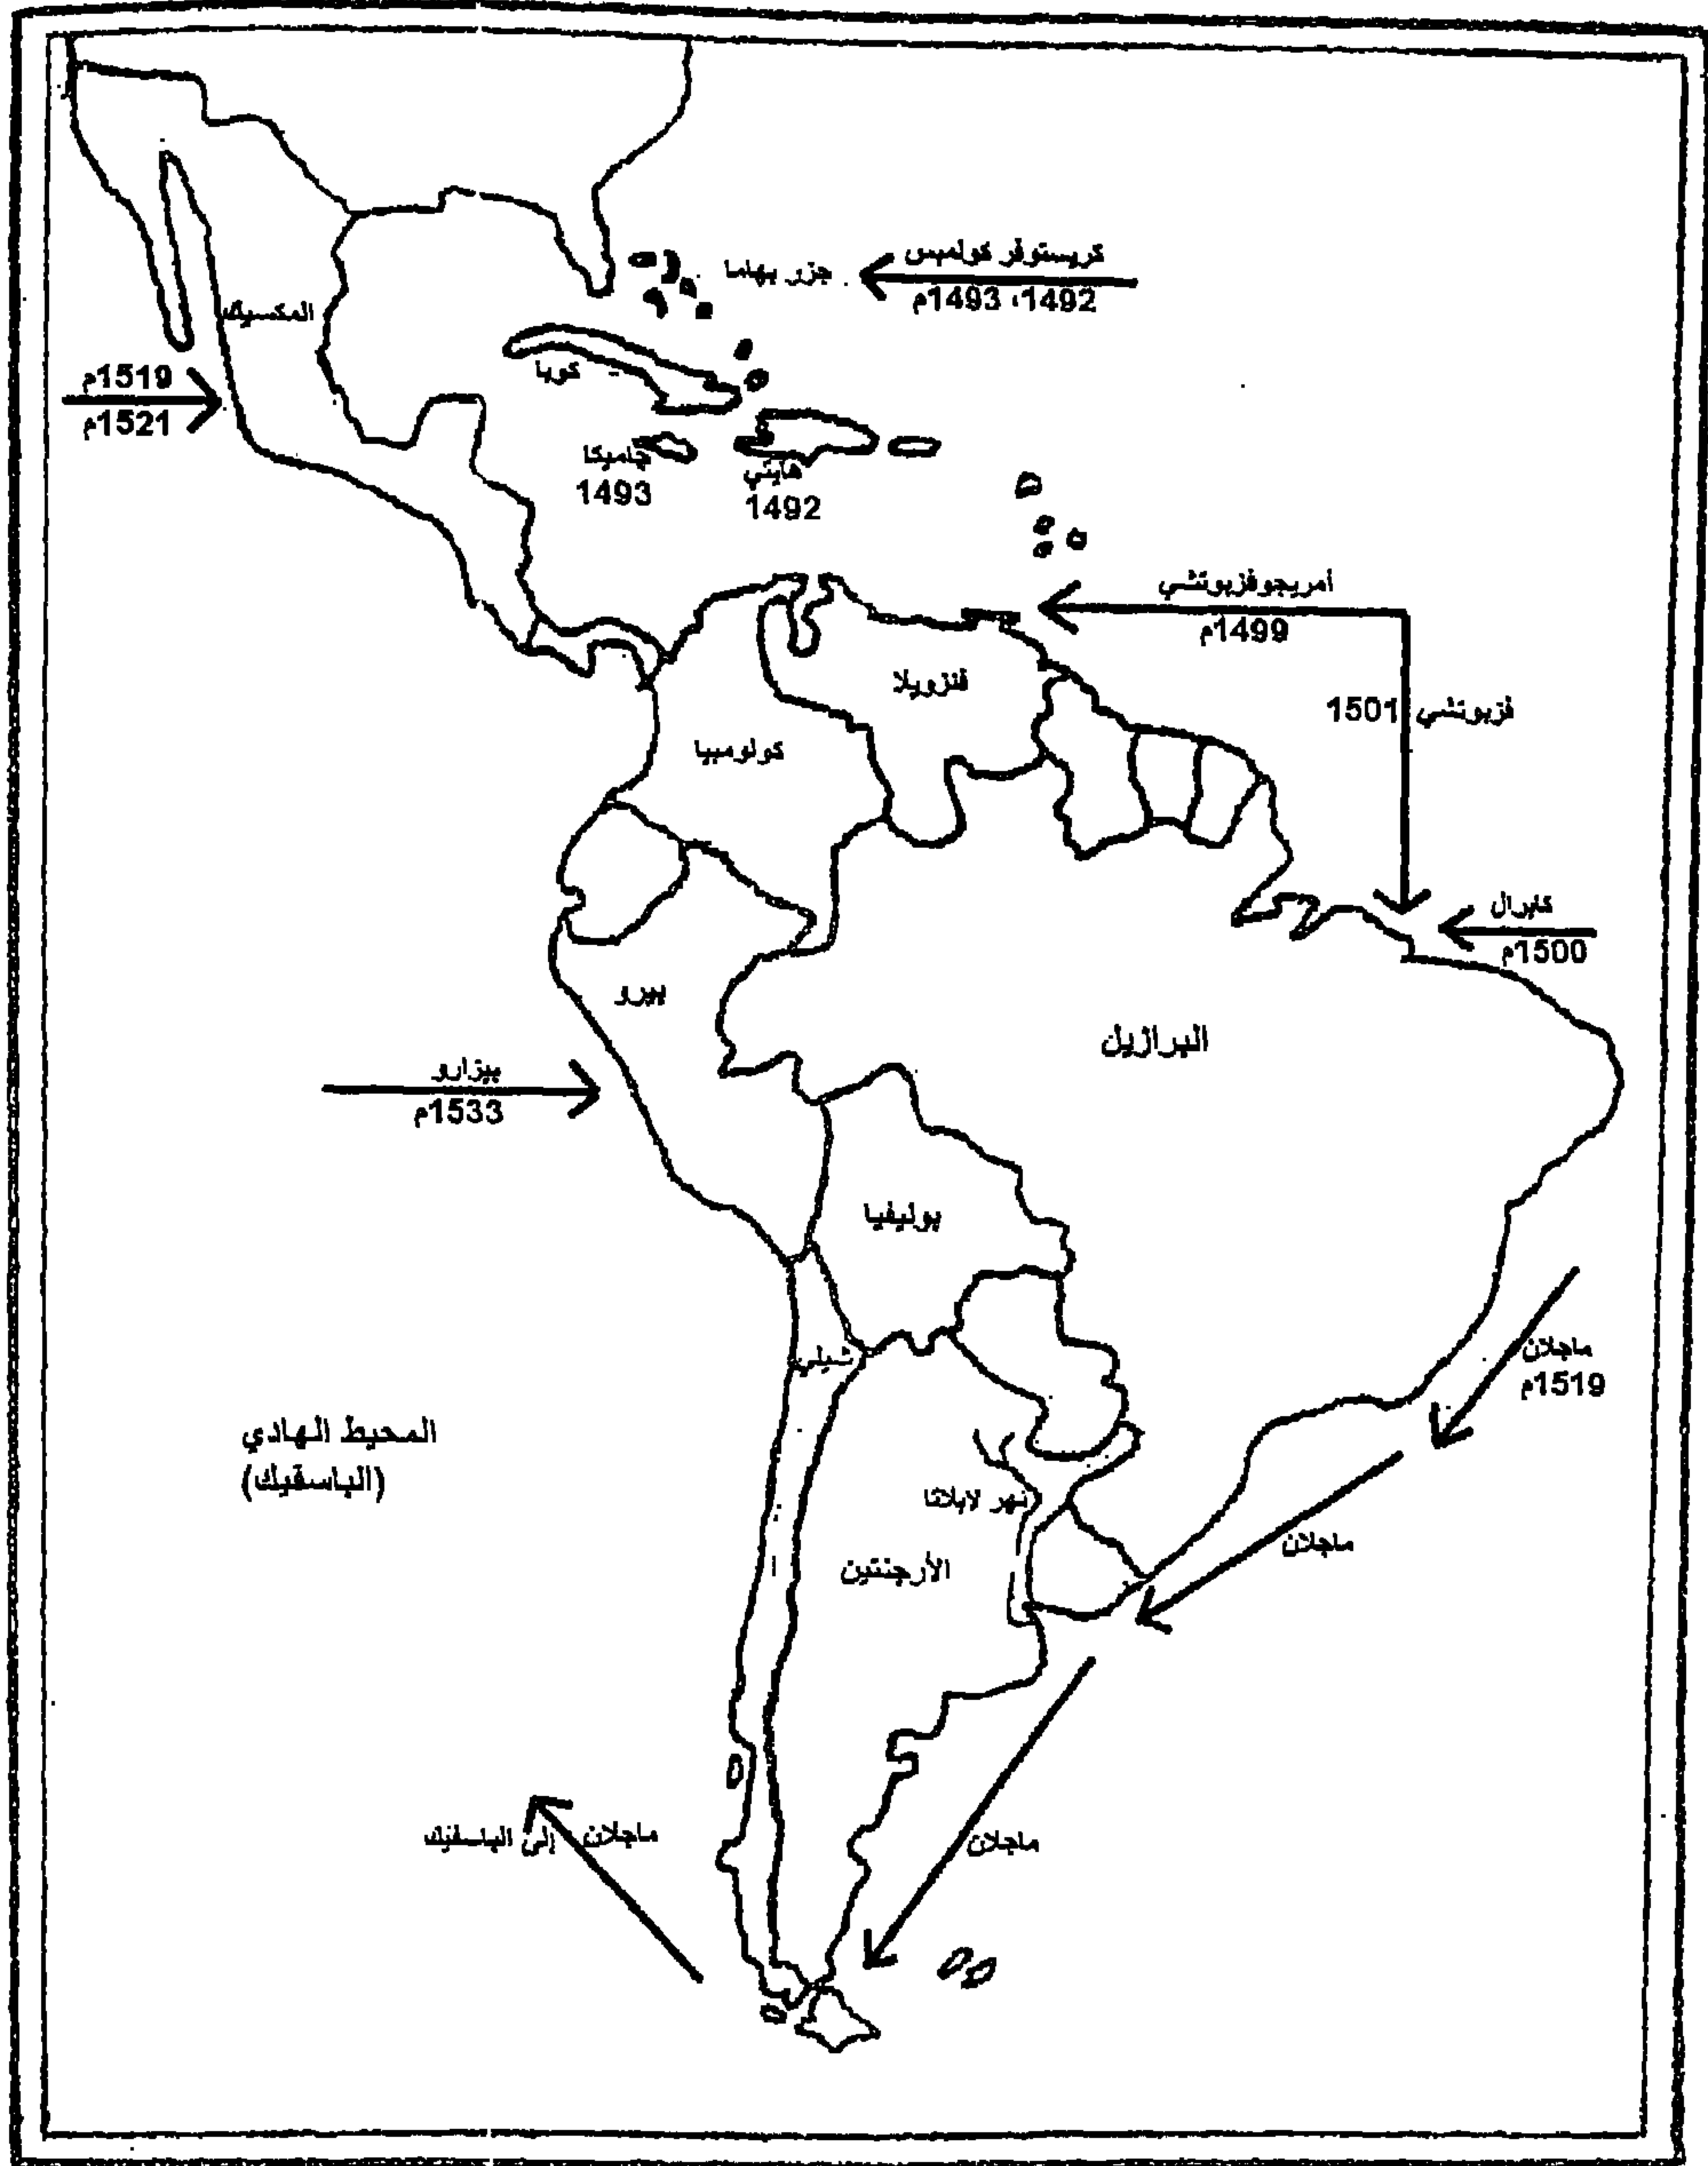 كريستوفر كولمبس
1492، 1493م
جزر بهاما
المكسيك
1519م
1521م
كوبا
جاميكا
1493
هايتي
1492
أمريجوفزبوتشي
1499م
فنزويلا
فزبوتشي 1501
كولومبيا
كابرال
1500م
بيرو
البرازيل
بيزارو
1533م
بوليفيا
شيلي
ماجلان
1519م
المحيط الهادي
(الباسفيك)
نهر لابلاتا
ماجلان
الأرجنتين
ماجلان
ماجلان إلى الباسفيك